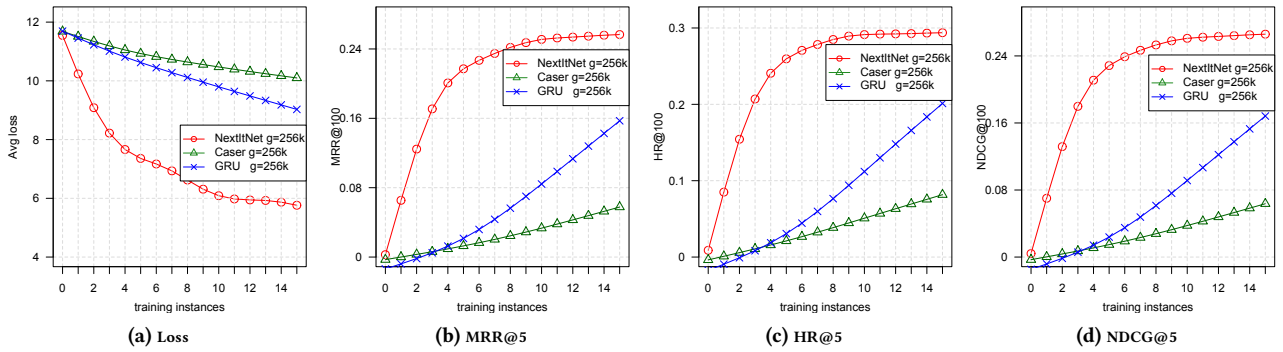 12
10
8
6
4
Avg loss
NextItNet g=256k
Caser g=256k
GRU g=256k
0 2 4 6 8 10 12 14
training instances
(a) Loss
0.24
0.16
0.08
0
MRR@100
NextItNet g=256k
Caser g=256k
GRU g=256k
0 2 4 6 8 10 12 14
training instances
(b) MRR@5
0.3
0.2
0.1
0
HR@100
NextItNet g=256k
Caser g=256k
GRU g=256k
0 2 4 6 8 10 12 14
training instances
(c) HR@5
0.24
0.16
0.08
0
NDCG@100
NextItNet g=256k
Caser g=256k
GRU g=256k
0 2 4 6 8 10 12 14
training instances
(d) NDCG@5